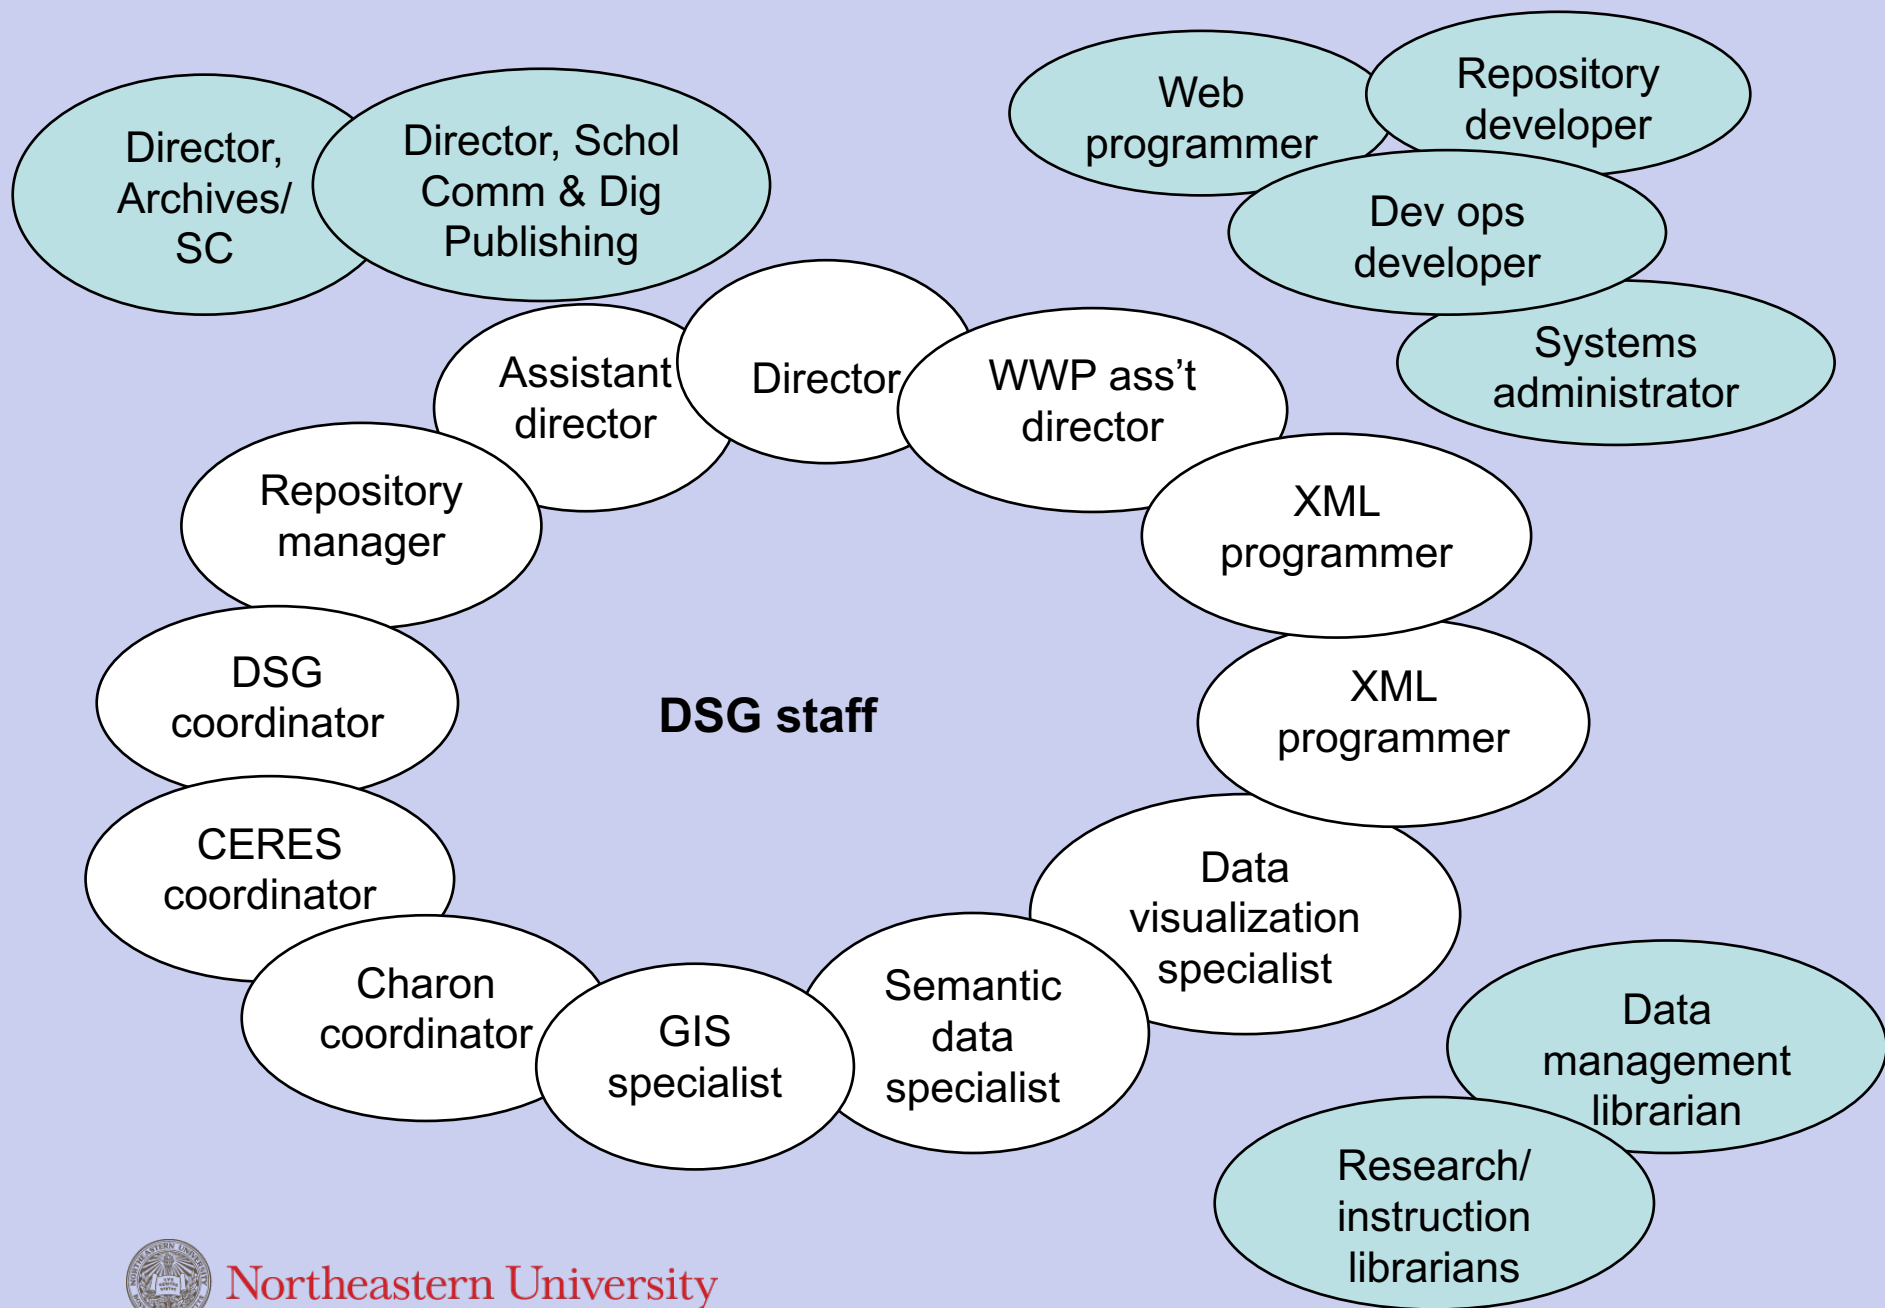 Director,
Archives/
SC
Director, Schol
Comm & Dig
Publishing
Web
programmer
Repository
developer
Dev ops
developer
Systems
administrator
Assistant
director
Director
WWP ass’t
director
Repository
manager
XML
programmer
DSG
coordinator
DSG staff
XML
programmer
CERES
coordinator
Data
visualization
specialist
Charon
coordinator
GIS
specialist
Semantic
data
specialist
Data
management
librarian
Research/
instruction
librarians
Northeastern University